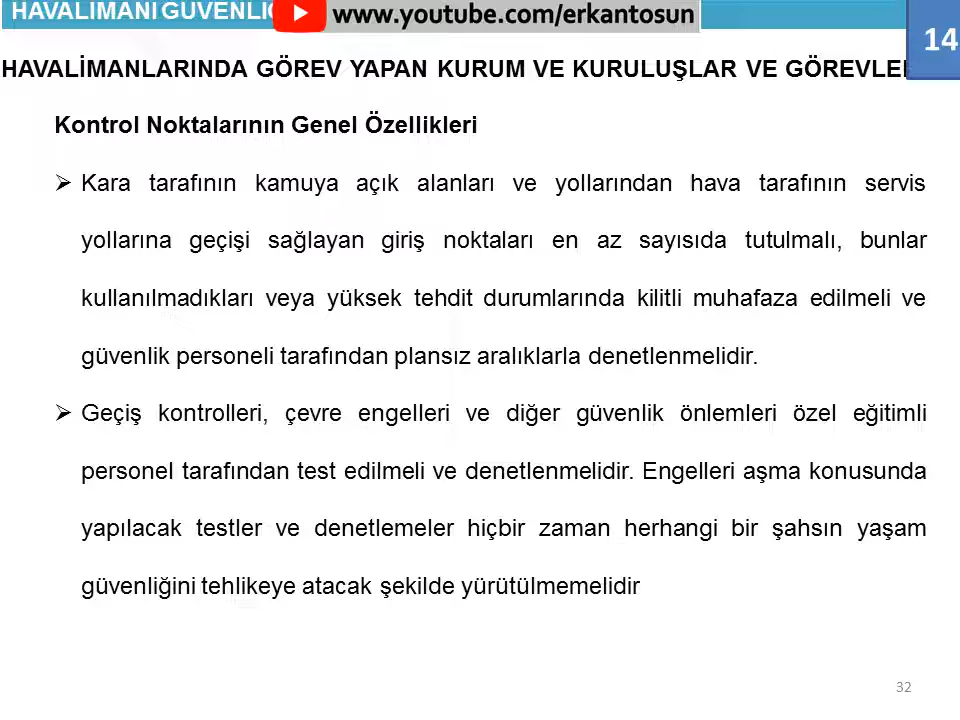 HAVALİMANI GÜVENLİĞ
www.youtube.com/erkantosun
14
HAVALİMANLARINDA GÖREV YAPAN KURUM VE KURULUŞLAR VE GÖREVLE
Kontrol Noktalarının Genel Özellikleri
➢ Kara tarafının kamuya açık alanları ve yollarından hava tarafının servis
yollarına geçişi sağlayan giriş noktaları en az sayısıda tutulmalı, bunlar
kullanılmadıkları veya yüksek tehdit durumlarında kilitli muhafaza edilmeli ve
güvenlik personeli tarafından plansız aralıklarla denetlenmelidir.
➢ Geçiş kontrolleri, çevre engelleri ve diğer güvenlik önlemleri özel eğitimli
personel tarafından test edilmeli ve denetlenmelidir. Engelleri aşma konusunda
yapılacak testler ve denetlemeler hiçbir zaman herhangi bir şahsın yaşam
güvenliğini tehlikeye atacak şekilde yürütülmemelidir
32